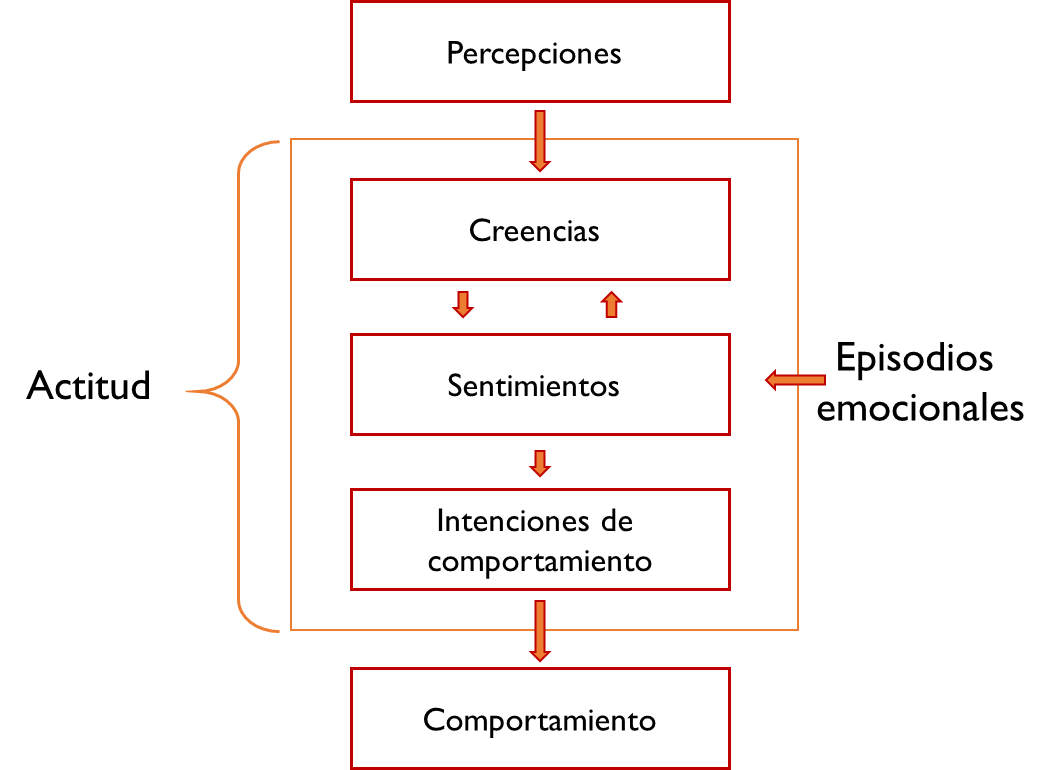 Percepciones
Creencias
Sentimientos
Actitud
Episodios
emocionales
Intenciones de
comportamiento
Comportamiento